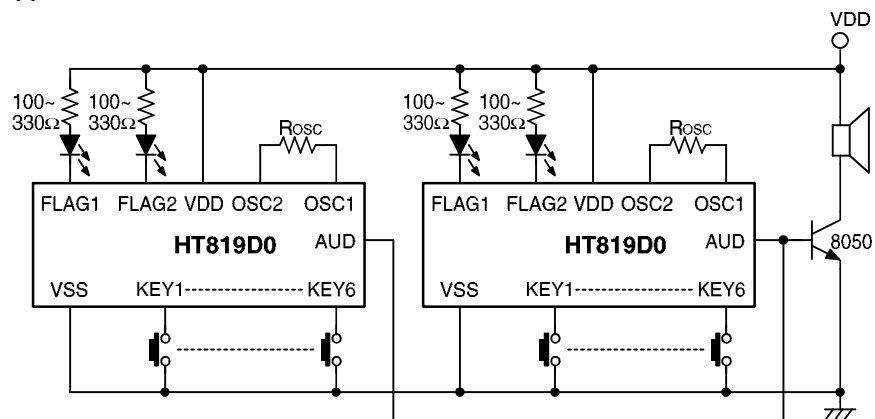 VDD
100~ 100~ 100~ 100~
330Ω 330Ω 330Ω 330Ω
ROSC ROSC
FLAG1 FLAG2 VDD OSC2 OSC1 FLAG1 FLAG2 VDD OSC2 OSC1
HT819D0 AUD HT819D0 AUD 8050
VSS KEY1 KEY6 VSS KEY1 KEY6